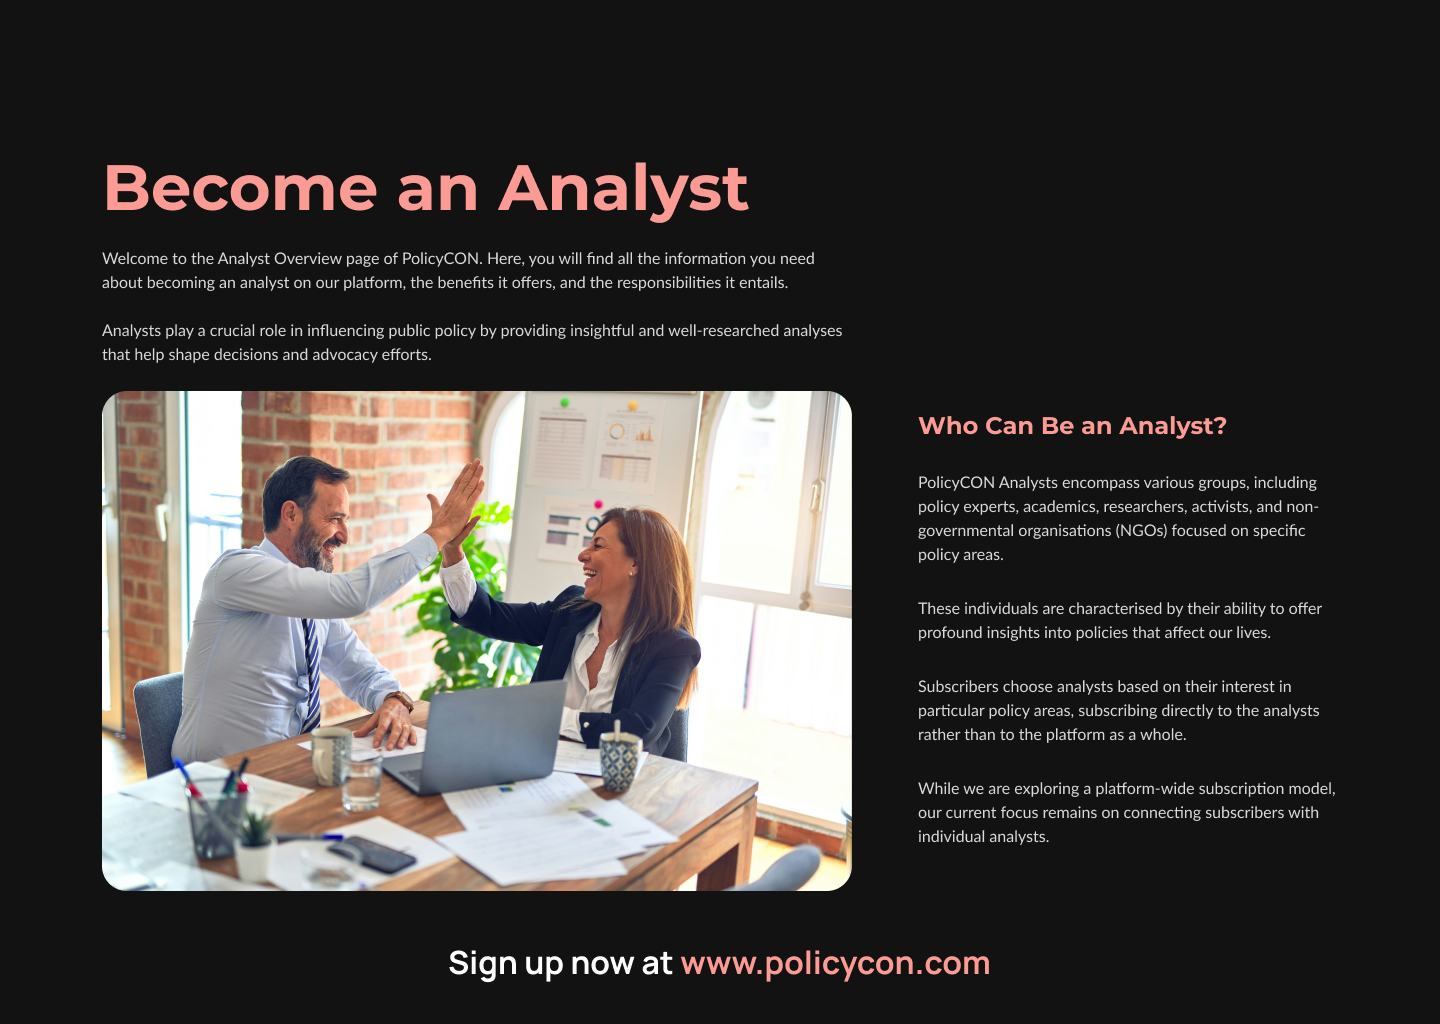 Become an Analyst
Welcome to the Analyst Overview page of PolicyCON. Here, you will find all the information you need
about becoming an analyst on our platform, the benefits it offers, and the responsibilities it entails.
Analysts play a crucial role in influencing public policy by providing insightful and well-researched analyses
that help shape decisions and advocacy efforts.
Who Can Be an Analyst?
PolicyCON Analysts encompass various groups, including
policy experts, academics, researchers, activists, and non-
governmental organisations (NGOs) focused on specific
policy areas.
These individuals are characterised by their ability to offer
profound insights into policies that affect our lives.
Subscribers choose analysts based on their interest in
particular policy areas, subscribing directly to the analysts
rather than to the platform as a whole.
While we are exploring a platform-wide subscription model,
our current focus remains on connecting subscribers with
individual analysts.
Sign up now at www.policycon.com